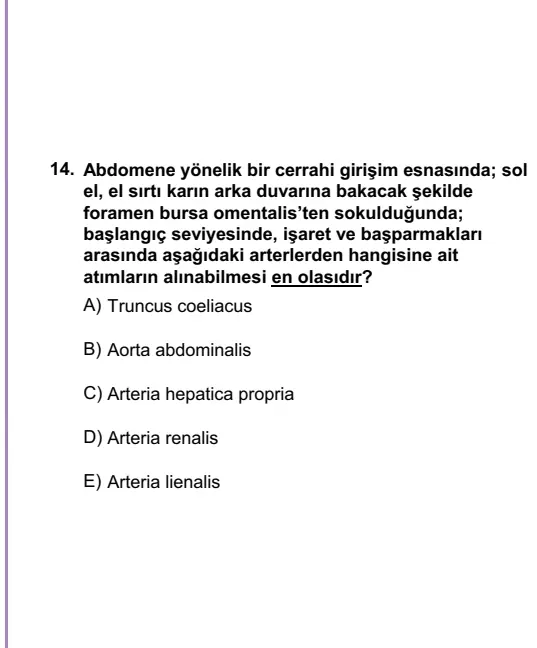 14. Abdomene yönelik bir cerrahi girişim esnasında; sol
el, el sırtı karın arka duvarına bakacak şekilde
foramen bursa omentalis’ten sokulduğunda;
başlangıç seviyesinde, işaret ve başparmakları
arasında aşağıdaki arterlerden hangisine ait
atımların alınabilmesi en olasıdır?
A) Truncus coeliacus
B) Aorta abdominalis
C) Arteria hepatica propria
D) Arteria renalis
E) Arteria lienalis